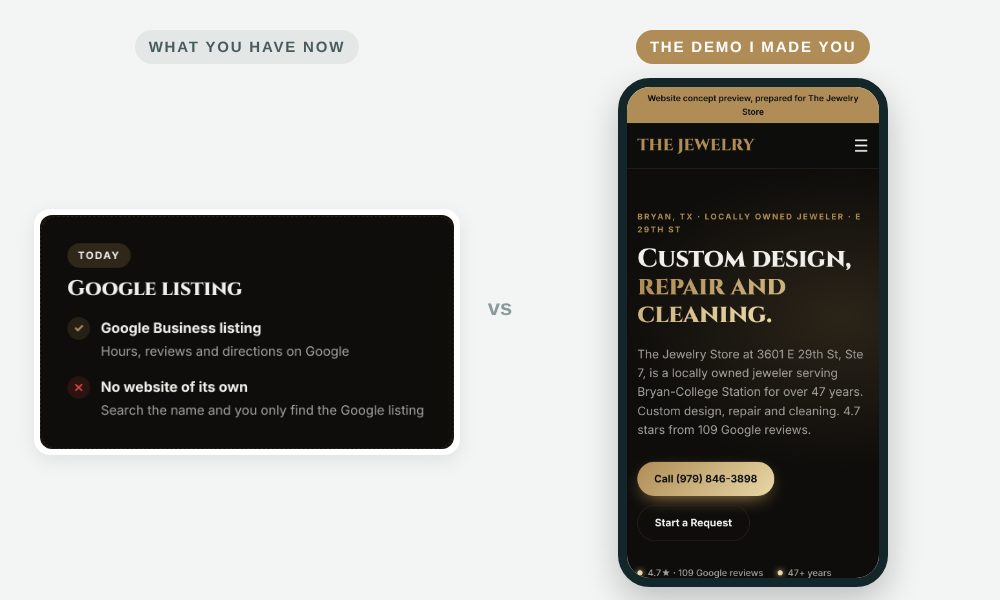 WHAT YOU HAVE NOW
TODAY
Google listing
Google Business listing
Hours, reviews and directions on Google
No website of its own
Search the name and you only find the Google listing
vs
THE DEMO I MADE YOU
Website concept preview, prepared for The Jewelry
Store
THE JEWELRY
BRYAN, TX · LOCALLY OWNED JEWELER · E
29TH ST
Custom design,
repair and
cleaning.
The Jewelry Store at 3601 E 29th St, Ste
7, is a locally owned jeweler serving
Bryan-College Station for over 47 years.
Custom design, repair and cleaning. 4.7
stars from 109 Google reviews.
Call (979) 846-3898
Start a Request
4.7★ · 109 Google reviews
47+ years